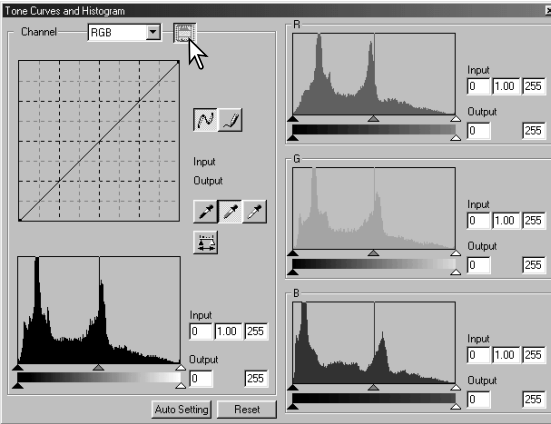 Tone Curves and Histogram
Channel RGB
Input
Output
Input
0 1.00 255
Output
0 255
Auto Setting Reset
R
Input
0 1.00 255
Output
0 255
G
Input
0 1.00 255
Output
0 255
B
Input
0 1.00 255
Output
0 255